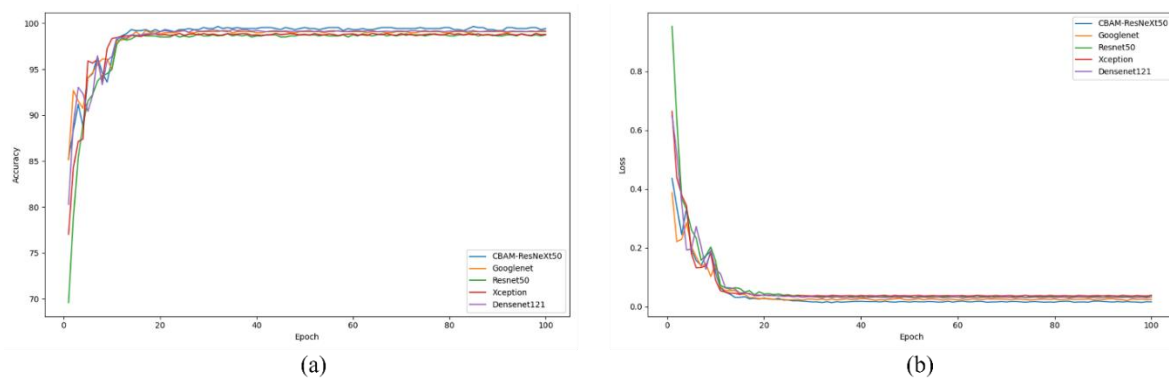 100
95
90
85
80
75
70
Accuracy
0
20
40
60
80
100
Epoch
CBAM-ResNeXt50
Googlenet
Resnet50
Xception
Densenet121
(a)
0.8
0.6
0.4
0.2
0.0
Loss
0
20
40
60
80
100
Epoch
CBAM-ResNeXt50
Googlenet
Resnet50
Xception
Densenet121
(b)